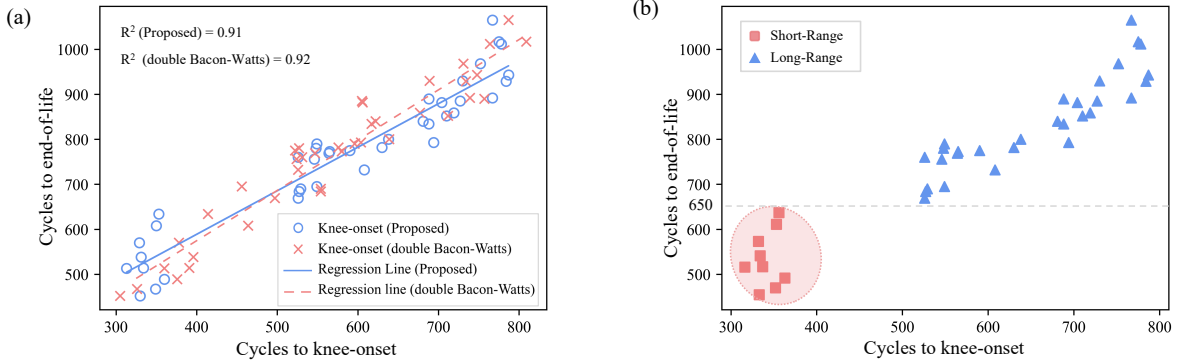 (a)
R² (Proposed) = 0.91
R² (double Bacon-Watts) = 0.92
Cycles to end-of-life
1000
900
800
700
600
500
Knee-onset (Proposed)
Knee-onset (double Bacon-Watts)
Regression Line (Proposed)
Regression line (double Bacon-Watts)
300 400 500 600 700 800
Cycles to knee-onset
(b)
Short-Range
Long-Range
Cycles to end-of-life
1000
900
800
700
650
600
500
300 400 500 600 700 800
Cycles to knee-onset